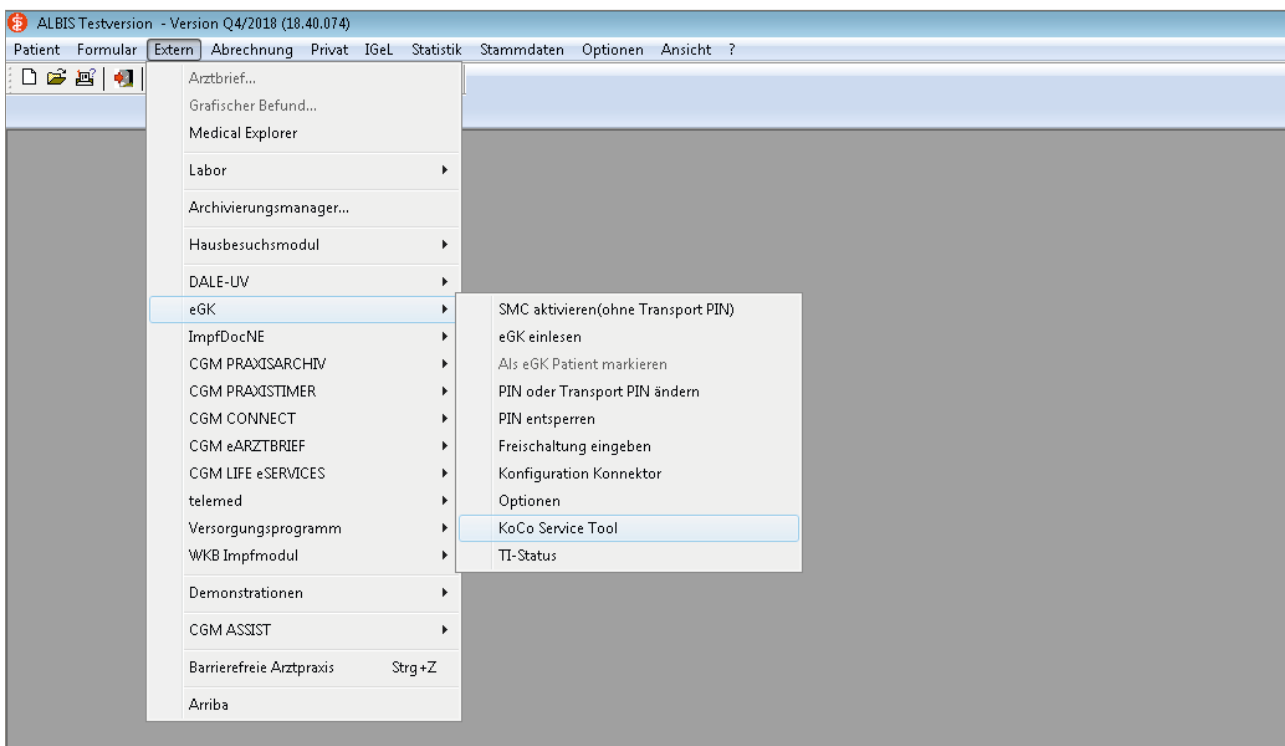 ALBIS Testversion - Version Q4/2018 (18.40.074)
Patient Formular Extern Abrechnung Privat IGeL Statistik Stammdaten Optionen Ansicht ?
Arztbrief...
Grafischer Befund...
Medical Explorer
Labor
Archivierungsmanager...
Hausbesuchsmodul
DALE-UV
eGK
ImpfDocNE
CGM PRAXISARCHIV
CGM PRAXISTIMER
CGM CONNECT
CGM eARZTBRIEF
CGM LIFE eSERVICES
telemed
Versorgungsprogramm
WKB Impfmodul
Demonstrationen
CGM ASSIST
Barrierefreie Arztpraxis Strg+Z
Arriba
SMC aktivieren(ohne Transport PIN)
eGK einlesen
Als eGK Patient markieren
PIN oder Transport PIN ändern
PIN entsperren
Freischaltung eingeben
Konfiguration Konnektor
Optionen
KoCo Service Tool
TI-Status